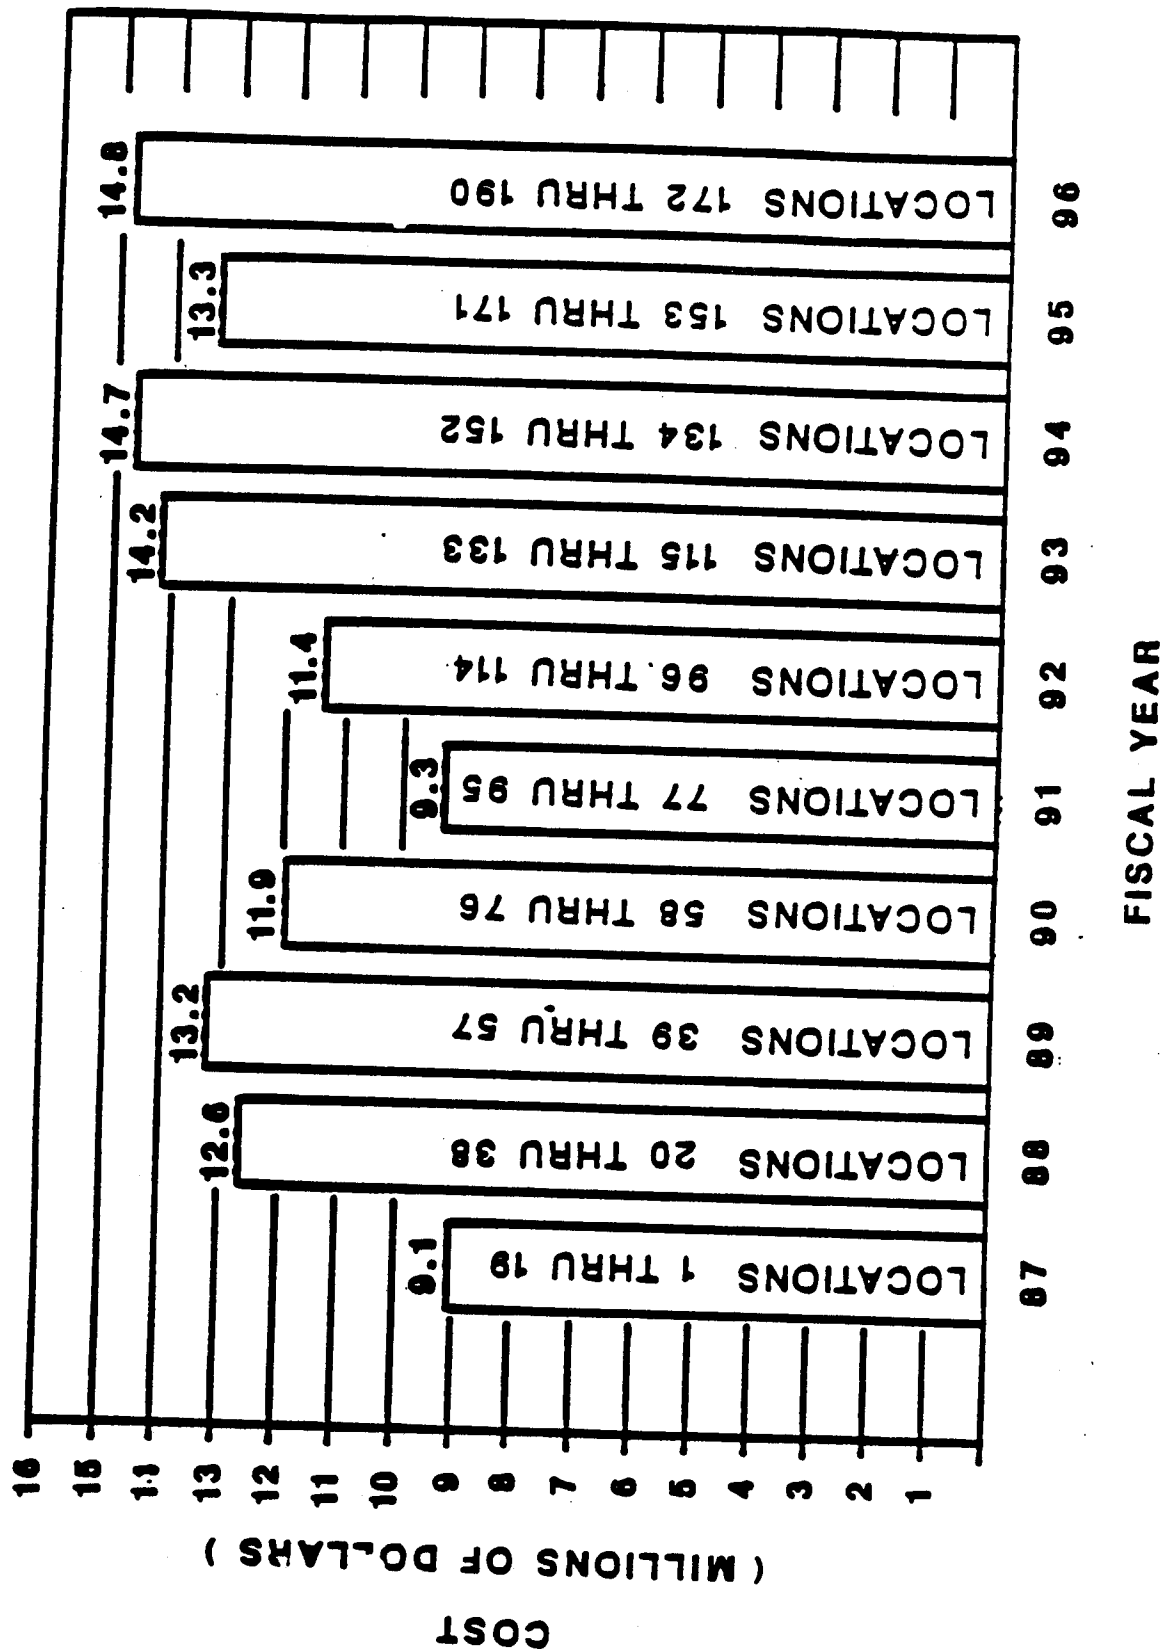 COST
( MILLIONS OF DOLLARS )
16
15
14
13
12
11
10
9
8
7
6
5
4
3
2
1
9.1
LOCATIONS 1 THRU 19
12.6
LOCATIONS 20 THRU 38
13.2
LOCATIONS 39 THRU 57
11.9
LOCATIONS 58 THRU 76
9.3
LOCATIONS 77 THRU 95
11.4
LOCATIONS 96 THRU 114
14.2
LOCATIONS 115 THRU 133
14.7
LOCATIONS 134 THRU 152
13.3
LOCATIONS 153 THRU 171
14.8
LOCATIONS 172 THRU 190
87 88 89 90 91 92 93 94 95 96
FISCAL YEAR